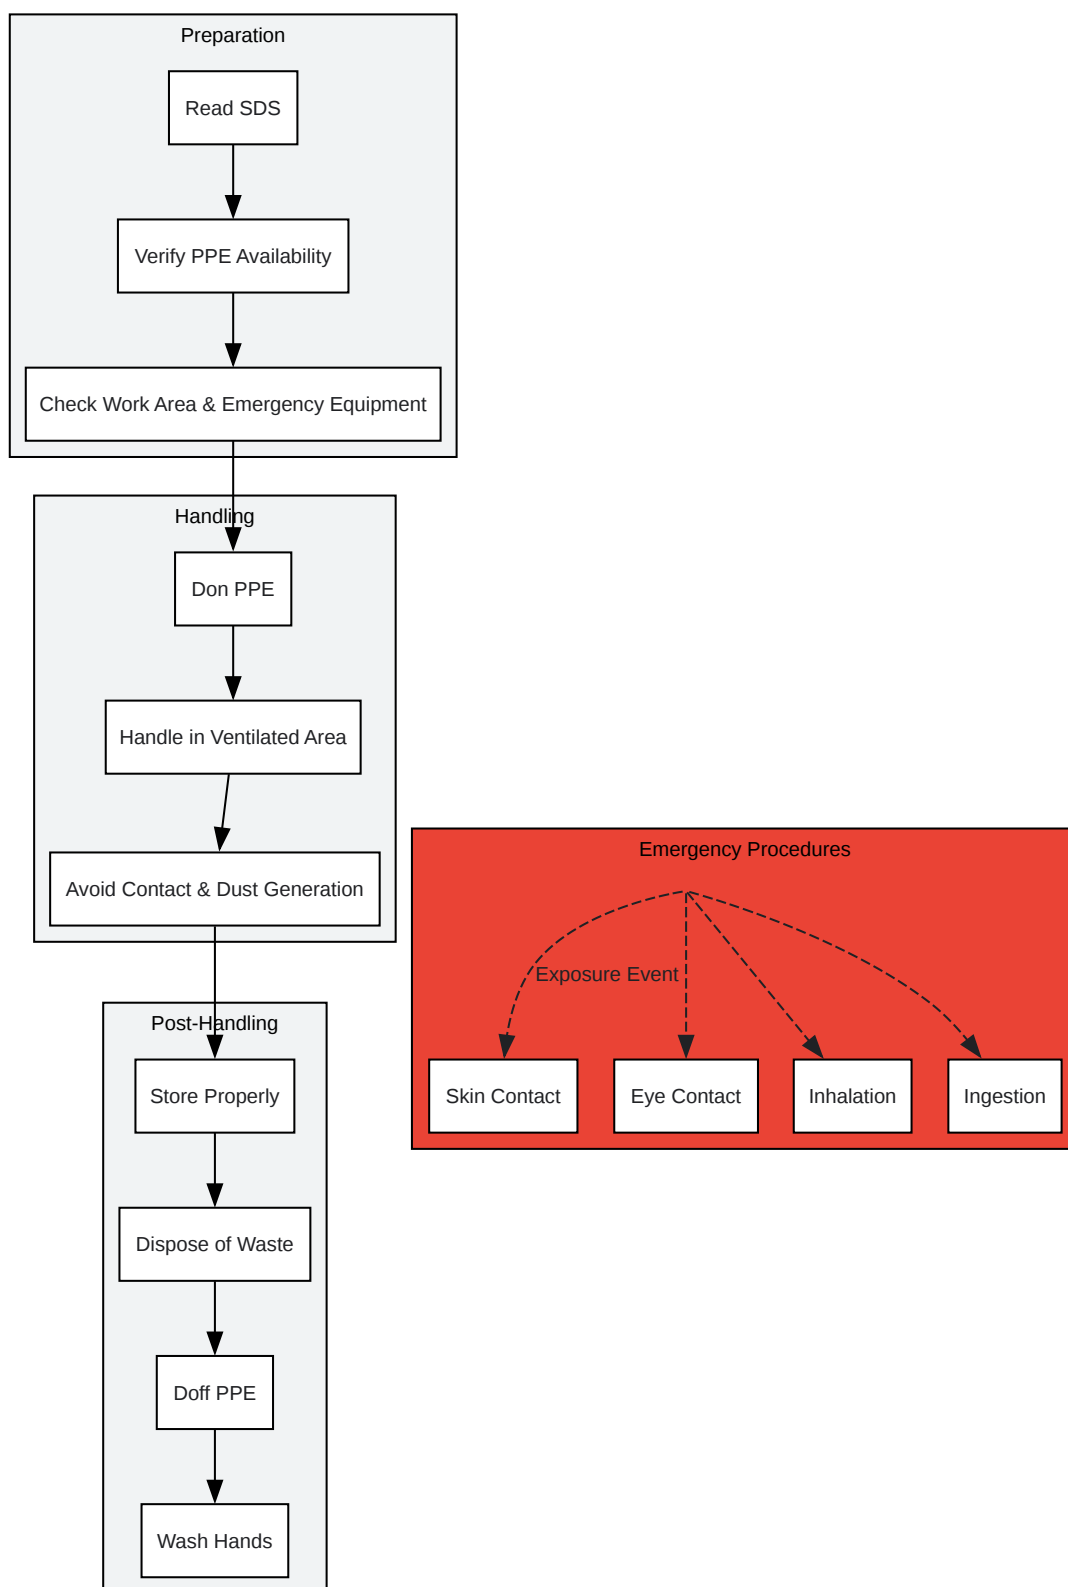 Preparation
Read SDS
Verify PPE Availability
Check Work Area & Emergency Equipment
Handling
Don PPE
Handle in Ventilated Area
Avoid Contact & Dust Generation
Emergency Procedures
Exposure Event
Skin Contact
Eye Contact
Inhalation
Ingestion
Post-Handling
Store Properly
Dispose of Waste
Doff PPE
Wash Hands